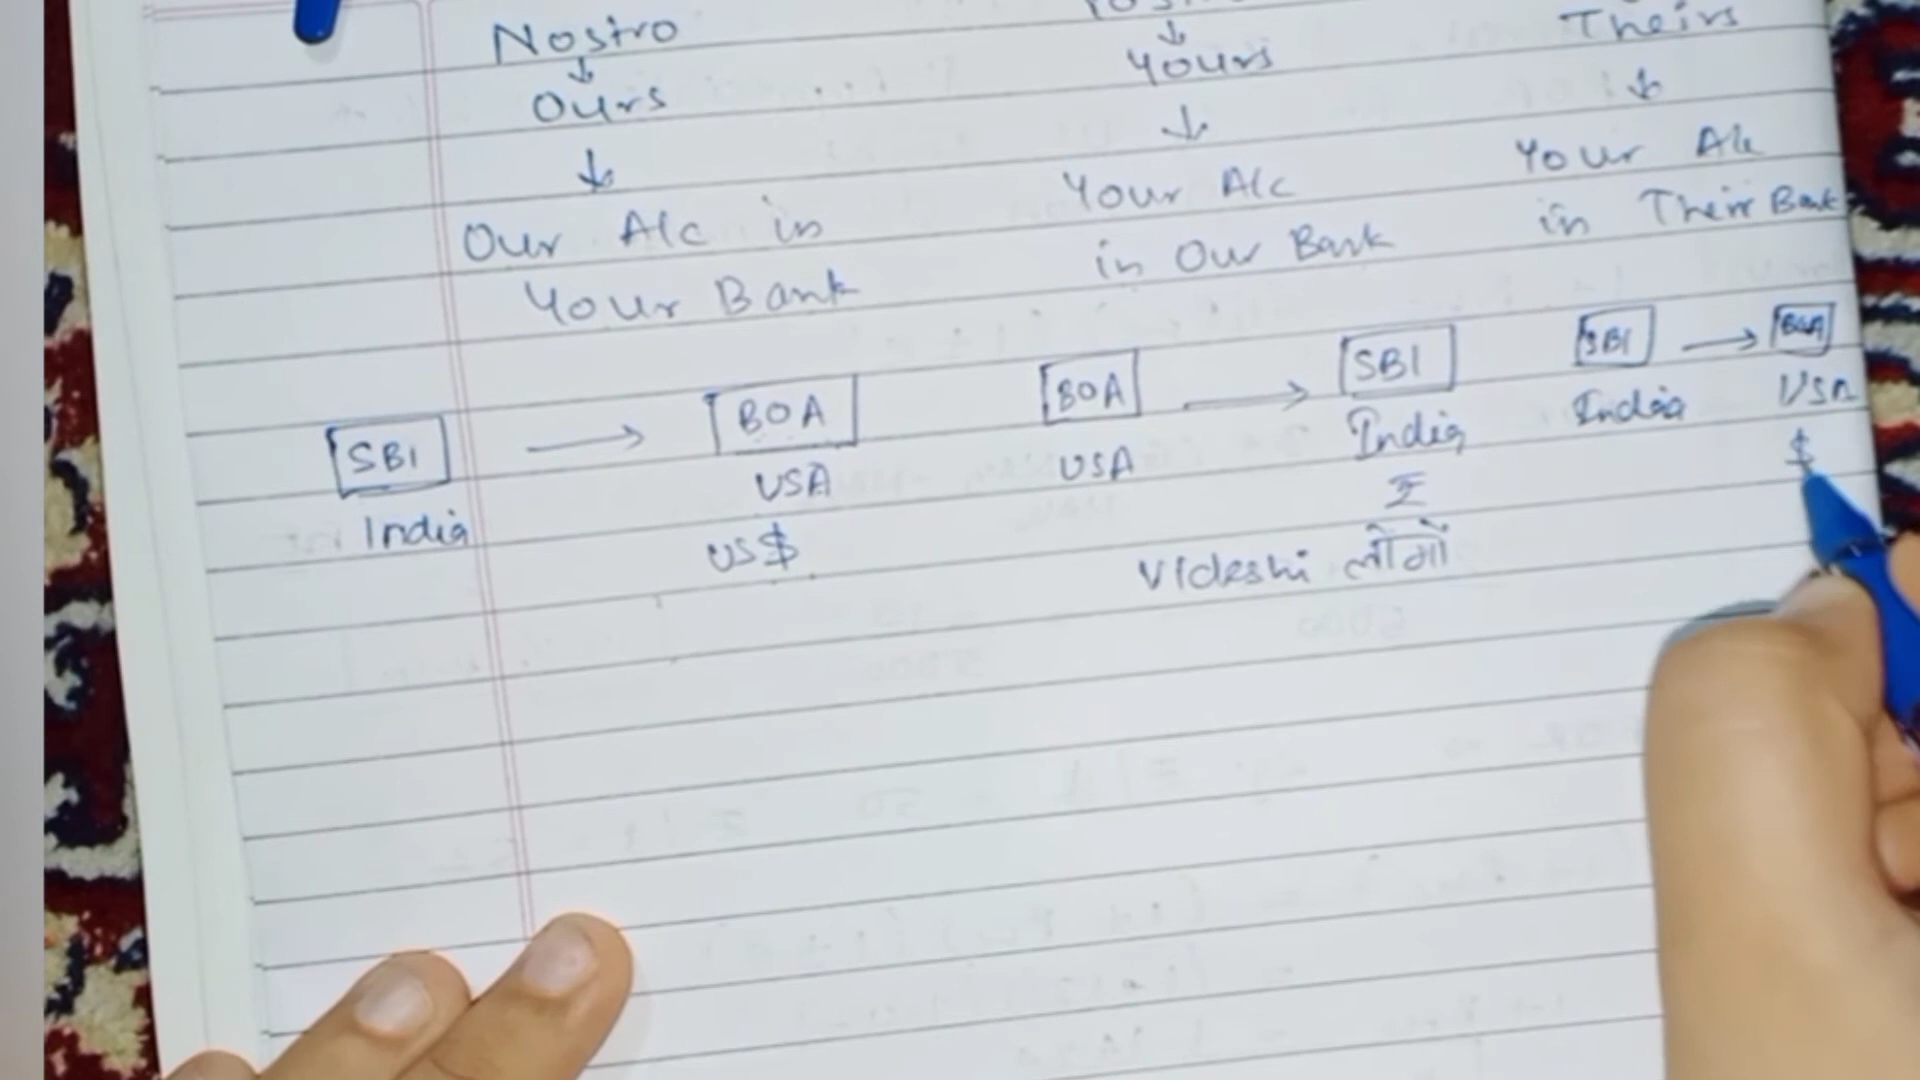 Nostro
↓
Ours
↓
Our A/c in
Your Bank
SBI → BOA
India
USA
US$
↓
Yours
↓
Your A/c
in Our Bank
BOA → SBI
USA
India
₹
Videshi लोगों
Theirs
↓
Your A/c
in Their Bank
SBI → BOA
India
USA
$